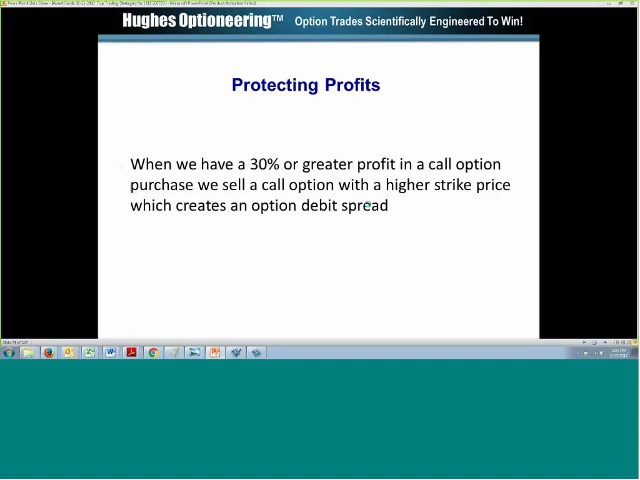 Hughes Optioneering™ Option Trades Scientifically Engineered To Win!
Protecting Profits
When we have a 30% or greater profit in a call option
purchase we sell a call option with a higher strike price
which creates an option debit spread